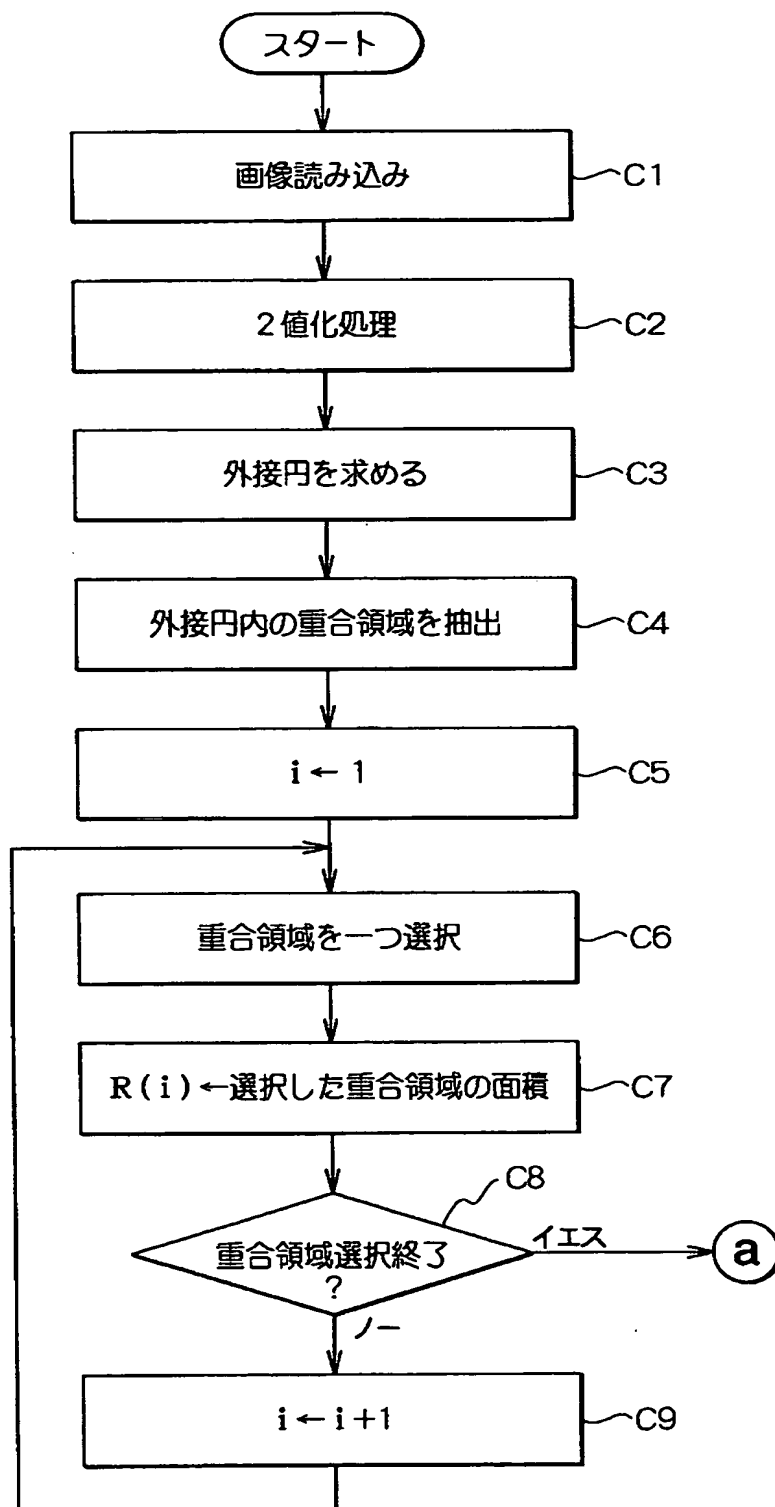 スタート
画像読み込み C1
2値化処理 C2
外接円を求める C3
外接円内の重合領域を抽出 C4
i←1 C5
重合領域を一つ選択 C6
R(i)←選択した重合領域の面積 C7
C8
重合領域選択終了 イエス a
?
ノー
i←i+1 C9